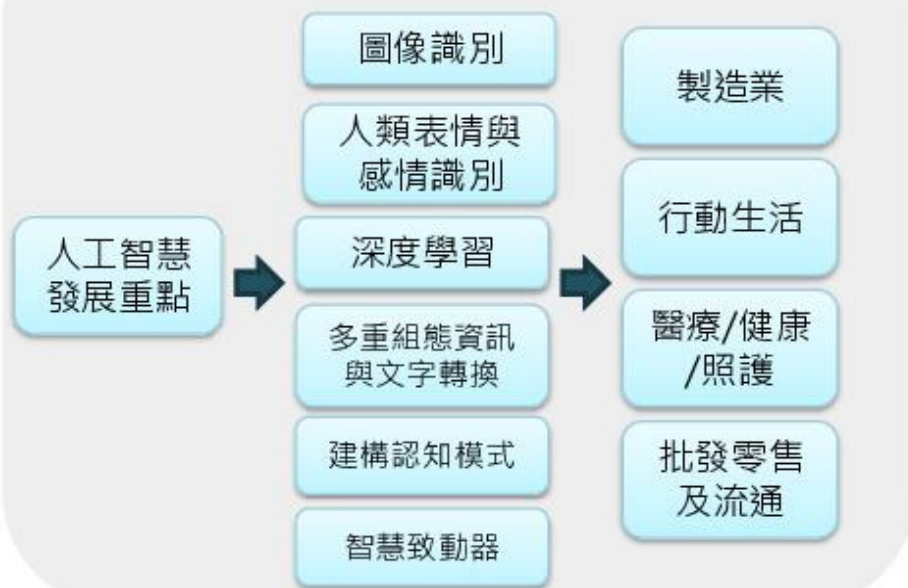 人工智慧
發展重點
圖像識別
人類表情與
感情識別
深度學習
多重組態資訊
與文字轉換
建構認知模式
智慧致動器
製造業
行動生活
醫療/健康
/照護
批發零售
及流通